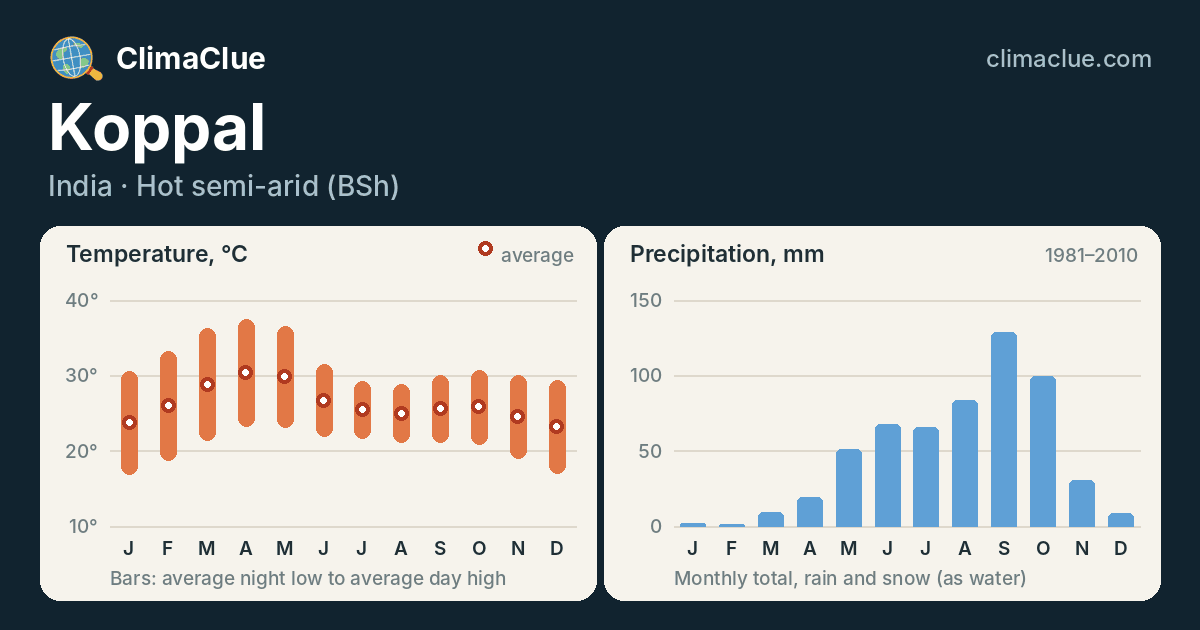 ClimaClue
climaclue.com
Koppal
India · Hot semi-arid (BSh)
Temperature, °C
average
40°
30°
20°
10°
J F M A M J J A S O N D
Bars: average night low to average day high
Precipitation, mm
1981–2010
150
100
50
0
J F M A M J J A S O N D
Monthly total, rain and snow (as water)